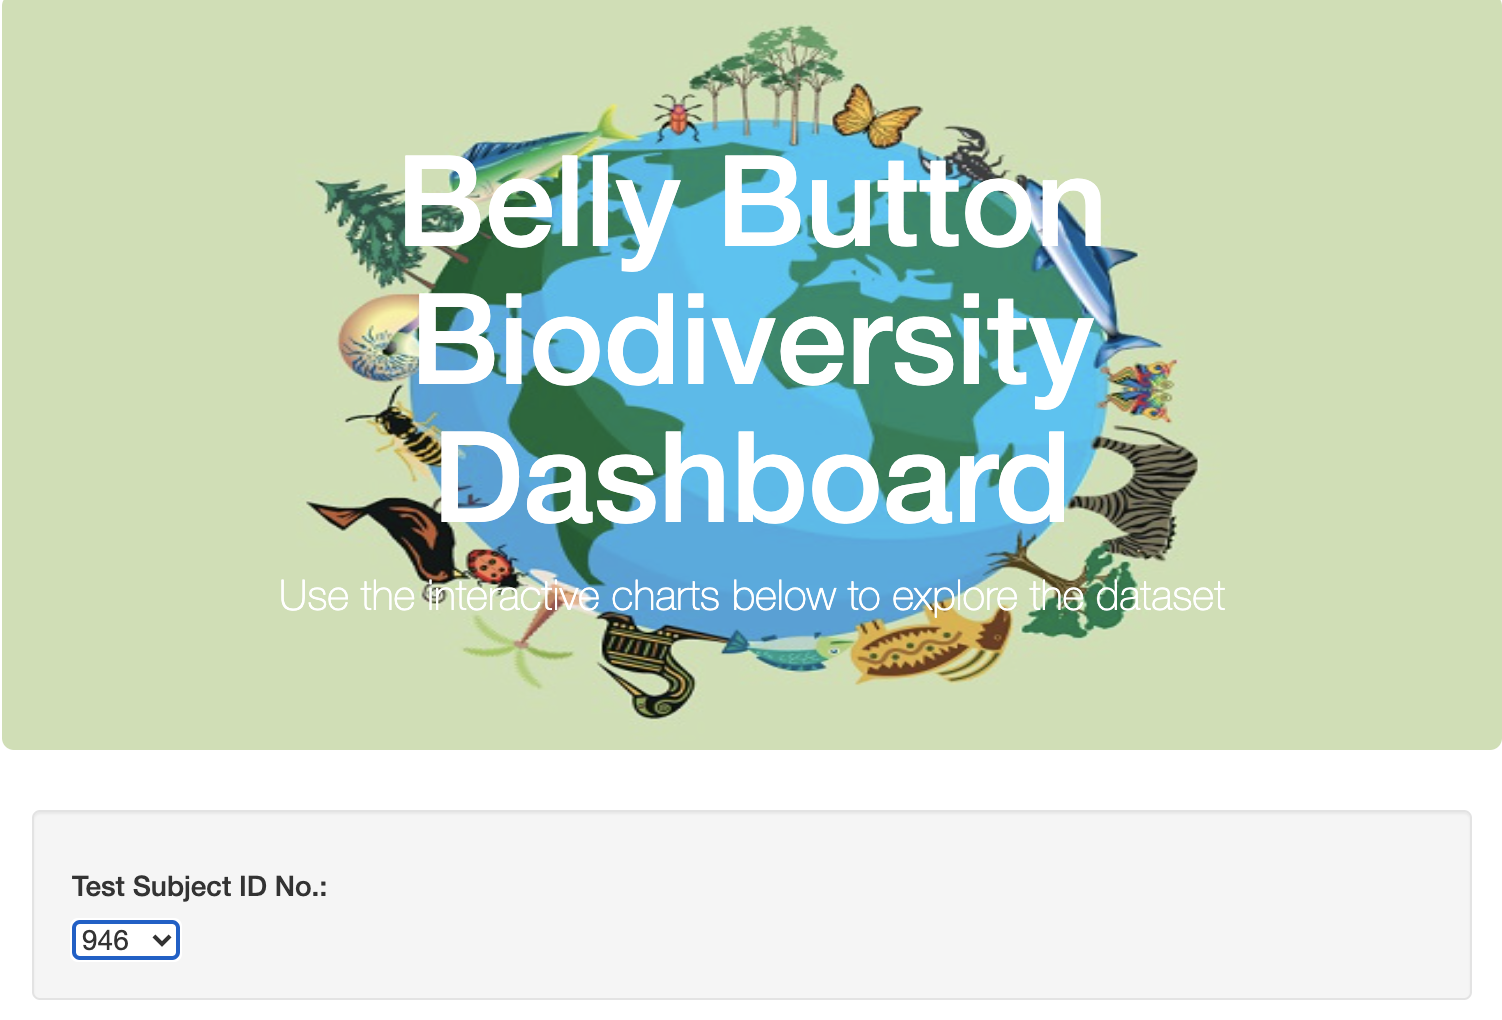 Belly Button
Biodiversity
Dashboard
Use the interactive charts below to explore the dataset
Test Subject ID No.:
946